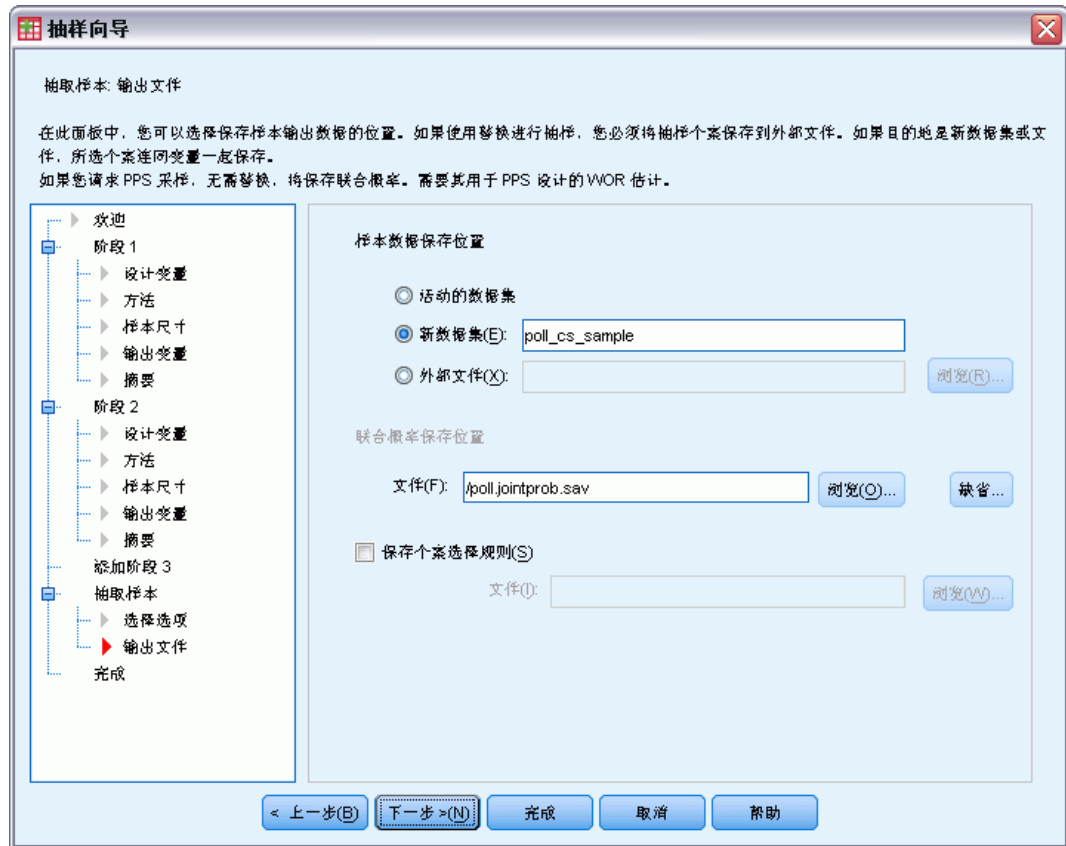 抽样向导
抽取样本: 输出文件
在此面板中，您可以选择保存样本输出数据的位置。如果使用替换进行抽样，您必须将抽样个案保存到外部文件。如果目的地是新数据集或文
件，所选个案连同变量一起保存。
如果您请求 PPS 采样，无需替换，将保存联合概率。需要其用于 PPS 设计的 WOR 估计。
欢迎
阶段 1
设计变量
方法
样本尺寸
输出变量
摘要
阶段 2
设计变量
方法
样本尺寸
输出变量
摘要
添加阶段 3
抽取样本
选择选项
输出文件
完成
样本数据保存位置
活动的数据集
新数据集(E): poll_cs_sample
外部文件(X): 浏览(R)...
联合概率保存位置
文件(F): /poll.jointprob.sav 浏览(O)... 缺省...
保存个案选择规则(S)
文件(I): 浏览(W)...
< 上一步(B) 下一步 >(N) 完成 取消 帮助